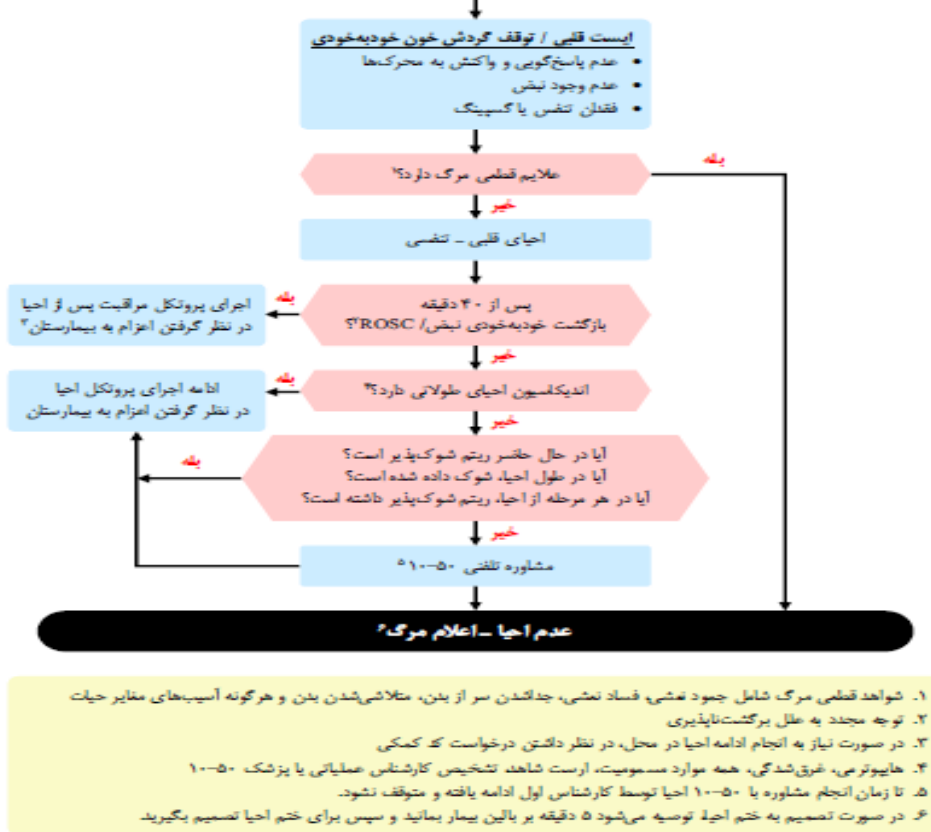 ایست قلبی / توقف گردش خون خودبه‌خودی
• عدم پاسخ‌گویی و واکنش به محرک‌ها
• عدم وجود نبض
• فقدان تنفس یا گسپینگ
علایم قطعی مرگ دارد؟¹
بله
خیر
احیای قلبی – تنفسی
پس از ۴۰ دقیقه
بازگشت خودبه‌خودی نبض/ ROSC²؟
بله
اجرای پروتکل مراقبت پس از احیا
در نظر گرفتن اعزام به بیمارستان³
خیر
اندیکاسیون احیای طولانی دارد؟⁴
بله
ادامه اجرای پروتکل احیا
در نظر گرفتن اعزام به بیمارستان
خیر
آیا در حال حاضر ریتم شوک‌پذیر است؟
آیا در طول احیا، شوک داده شده است؟
آیا در هر مرحله از احیا، ریتم شوک‌پذیر داشته است؟
بله
خیر
مشاوره تلفنی ۵۰–۱۰⁵
عدم احیا – اعلام مرگ⁶
۱. شواهد قطعی مرگ شامل جمود نعشی، فساد نعشی، جداشدن سر از بدن، متلاشی‌شدن بدن و هرگونه آسیب‌های مغایر حیات
۲. توجه مجدد به علل برگشت‌ناپذیری
۳. در صورت نیاز به انجام ادامه احیا در محل، در نظر داشتن درخواست کد کمکی
۴. هایپوترمی، غرق‌شدگی، همه موارد مسمومیت، ارست شاهد، تشخیص کارشناس عملیاتی یا پزشک ۵۰–۱۰
۵. تا زمان انجام مشاوره با ۵۰–۱۰ احیا توسط کارشناس اول ادامه یافته و متوقف نشود.
۶. در صورت تصمیم به ختم احیا، توصیه می‌شود ۵ دقیقه بر بالین بیمار بمانید و سپس برای ختم احیا تصمیم بگیرید.